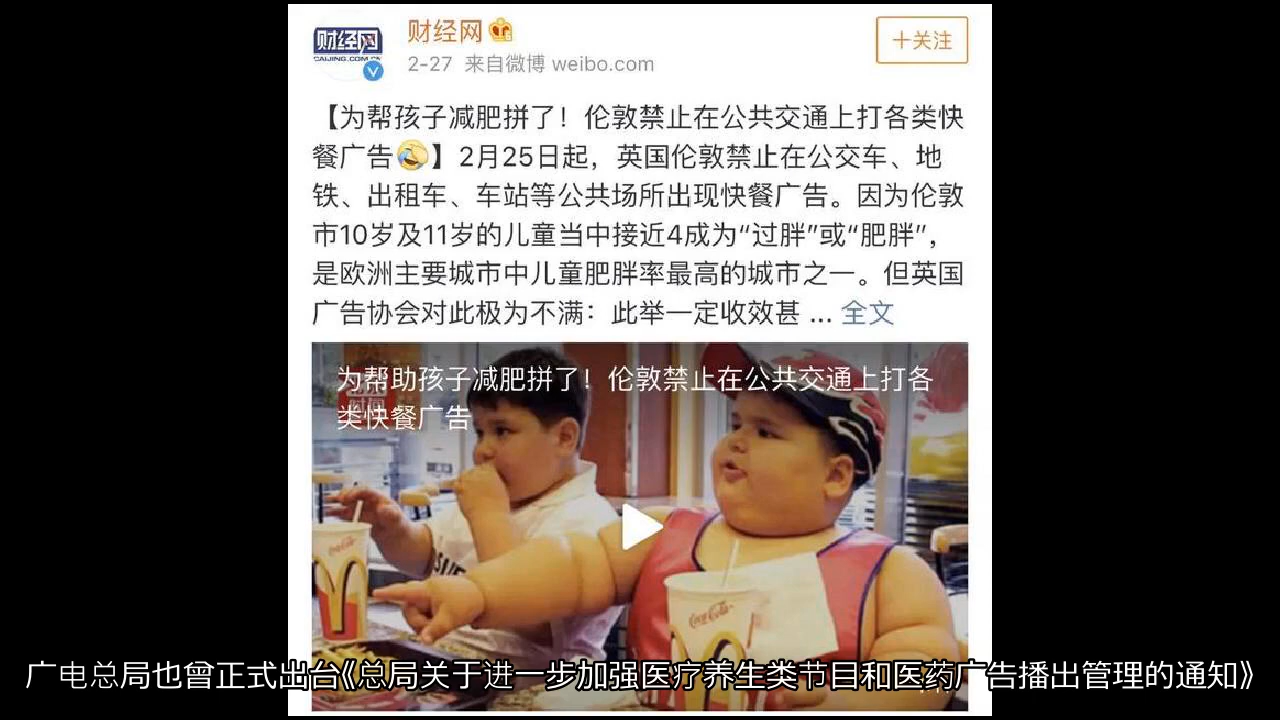 财经网
CAIJING.COM.CN
财经网
+关注
2-27 来自微博 weibo.com
【为帮孩子减肥拼了！伦敦禁止在公共交通上打各类快
餐广告🤣】2月25日起，英国伦敦禁止在公交车、地
铁、出租车、车站等公共场所出现快餐广告。因为伦敦
市10岁及11岁的儿童当中接近4成为“过胖”或“肥胖”，
是欧洲主要城市中儿童肥胖率最高的城市之一。但英国
广告协会对此极为不满：此举一定收效甚 ... 全文
为帮助孩子减肥拼了！伦敦禁止在公共交通上打各
类快餐广告
Coca-Cola
Coca-Cola
广电总局也曾正式出台《总局关于进一步加强医疗养生类节目和医药广告播出管理的通知》